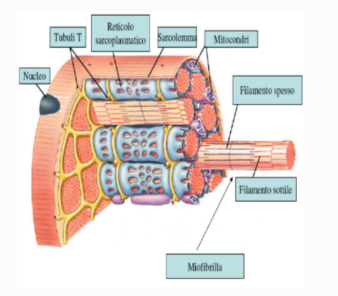 Tubuli T
Reticolo
sarcoplasmatico
Sarcolemma
Mitocondri
Nucleo
Filamento spesso
Filamento sottile
Miofibrilla